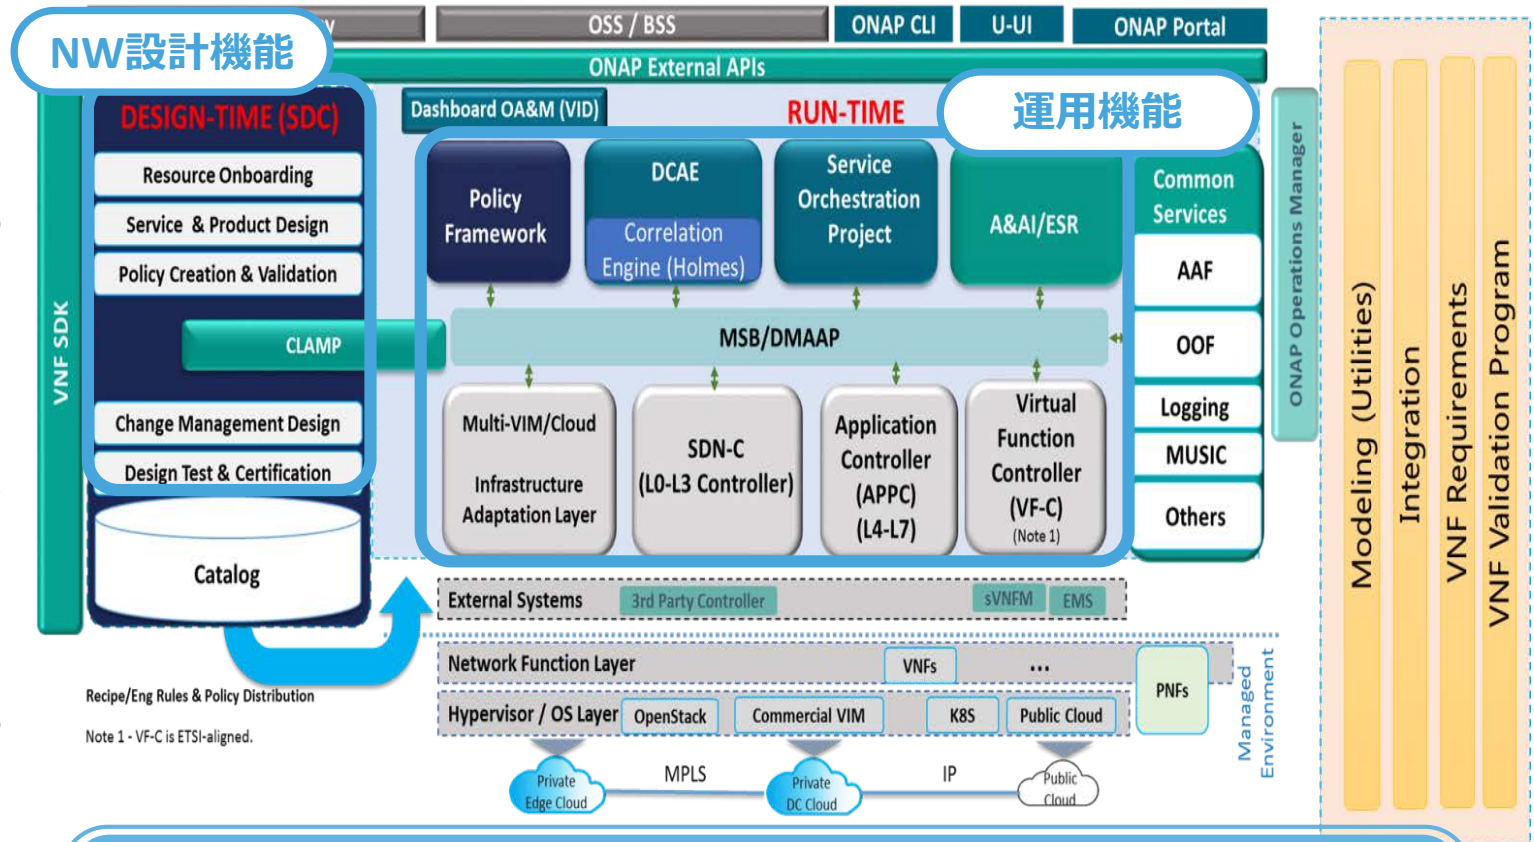 OSS / BSS
ONAP CLI
U-UI
ONAP Portal
NW設計機能
ONAP External APIs
運用機能
VNF SDK
DESIGN-TIME (SDC)
Resource Onboarding
Service & Product Design
Policy Creation & Validation
CLAMP
Change Management Design
Design Test & Certification
Catalog
Recipe/Eng Rules & Policy Distribution
Note 1 - VF-C is ETSI-aligned.
Dashboard OA&M (VID)
RUN-TIME
Policy
Framework
DCAE
Correlation
Engine (Holmes)
Service
Orchestration
Project
A&AI/ESR
MSB/DMAAP
Multi-VIM/Cloud
Infrastructure
Adaptation Layer
SDN-C
(L0-L3 Controller)
Application
Controller
(APPC)
(L4-L7)
Virtual
Function
Controller
(VF-C)
(Note 1)
Common
Services
AAF
OOF
Logging
MUSIC
Others
ONAP Operations Manager
External Systems
3rd Party Controller
sVNFM
EMS
Network Function Layer
VNFs
...
PNFs
Hypervisor / OS Layer
OpenStack
Commercial VIM
K8S
Public Cloud
Managed
Environment
Private
Edge Cloud
MPLS
Private
DC Cloud
IP
Public
Cloud
Modeling (Utilities)
Integration
VNF Requirements
VNF Validation Program